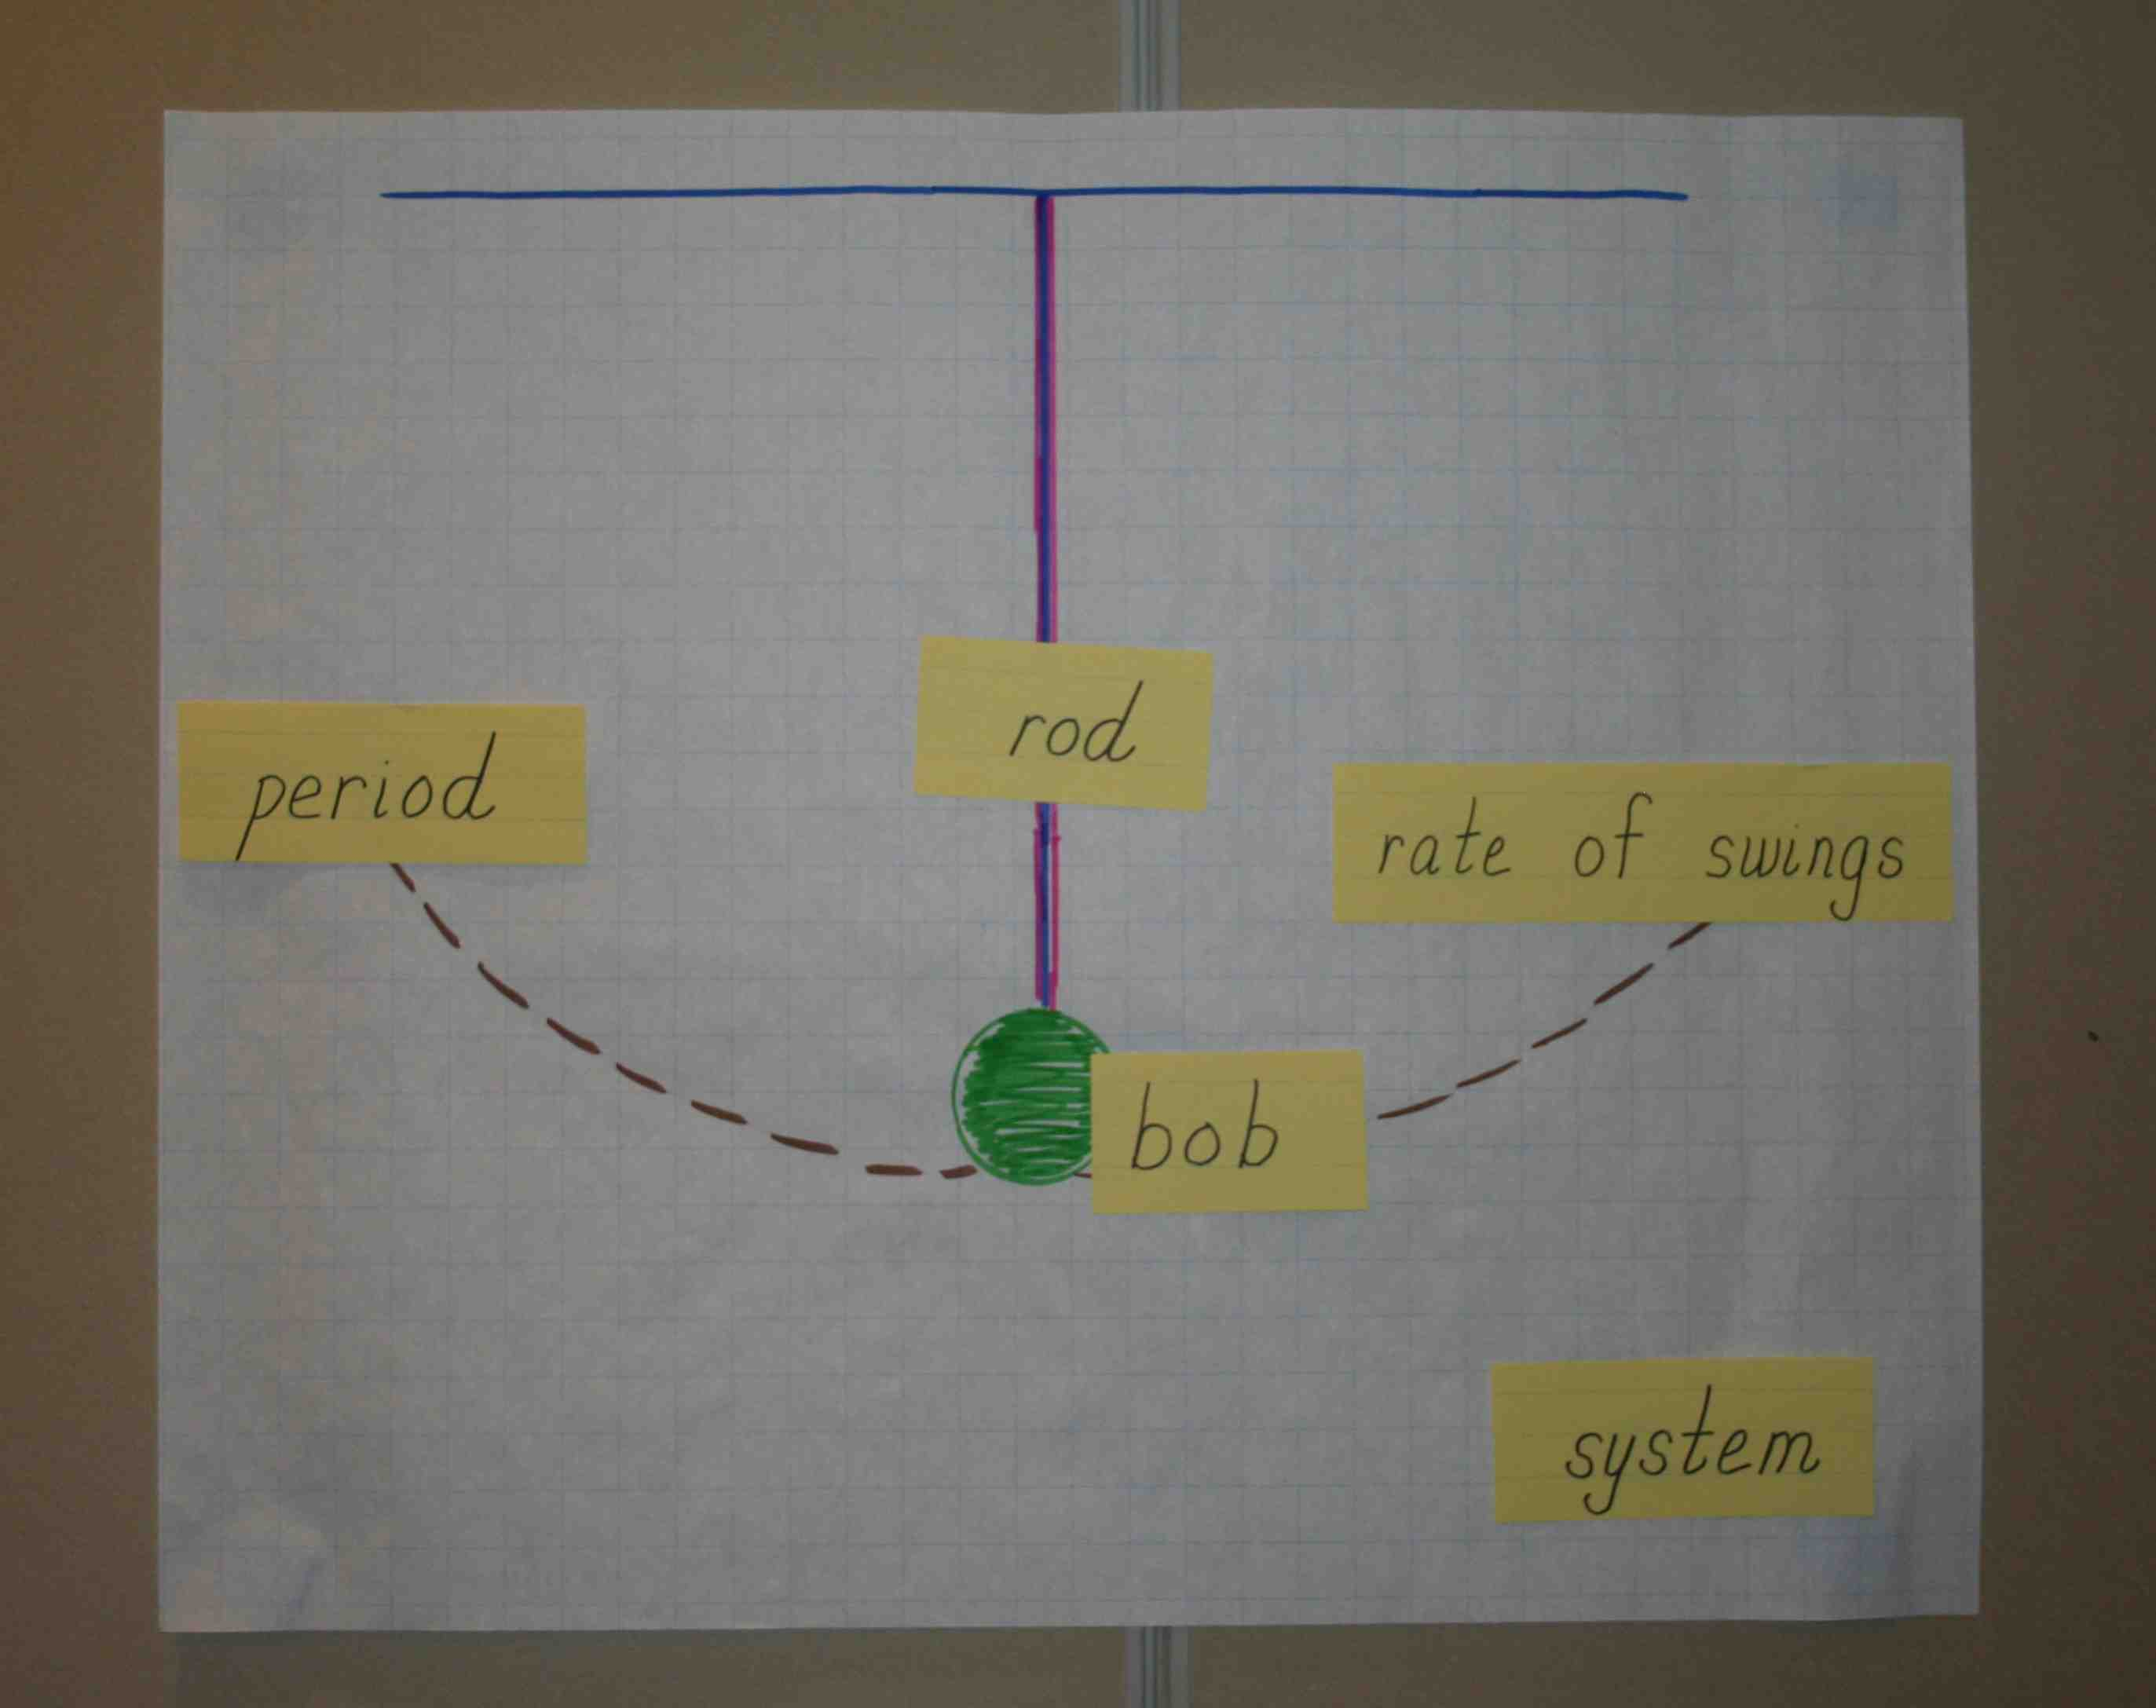 rod
period
rate of swings
bob
system